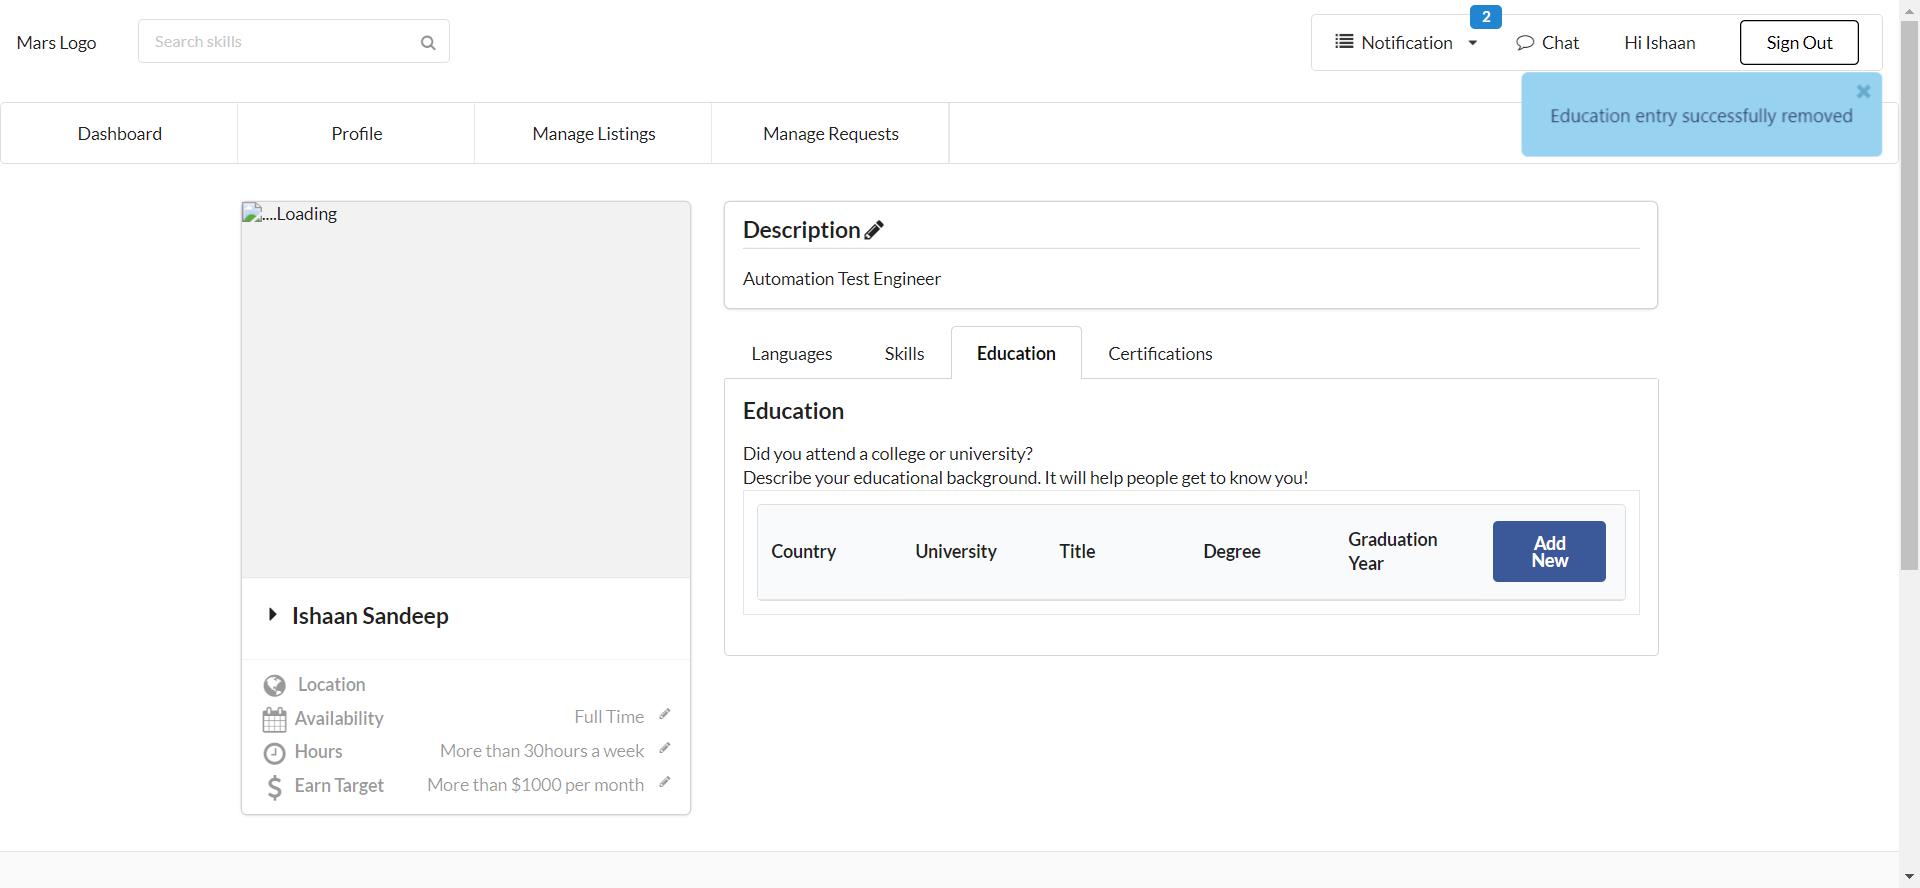 Mars Logo
Search skills
2
Notification
Chat
Hi Ishaan
Sign Out
Education entry successfully removed
Dashboard
Profile
Manage Listings
Manage Requests
....Loading
Ishaan Sandeep
Location
Availability
Full Time
Hours
More than 30hours a week
Earn Target
More than $1000 per month
Description
Automation Test Engineer
Languages
Skills
Education
Certifications
Education
Did you attend a college or university?
Describe your educational background. It will help people get to know you!
Country
University
Title
Degree
Graduation
Year
Add
New